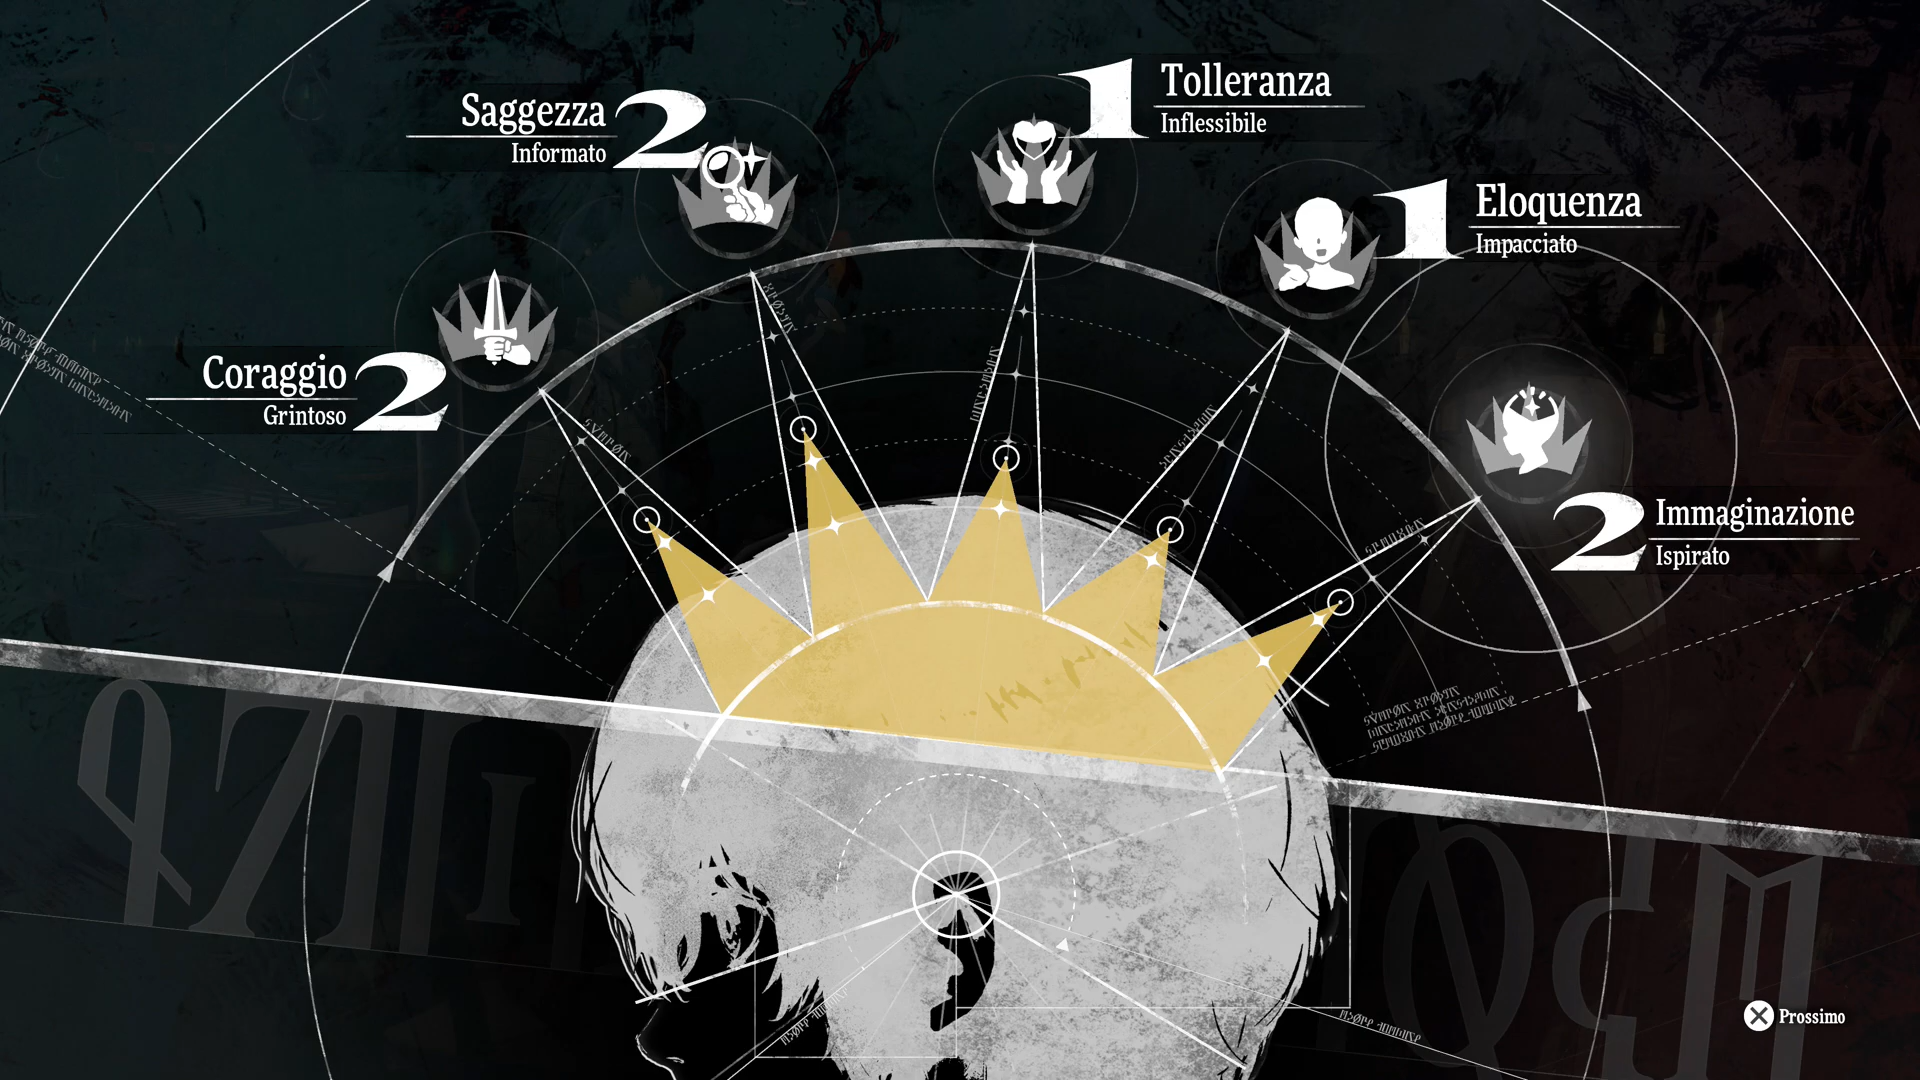 Saggezza
2
Informato
1
Tolleranza
Inflessibile
1
Eloquenza
Impacciato
Coraggio
2
Grintoso
2
Immaginazione
Ispirato
Prossimo